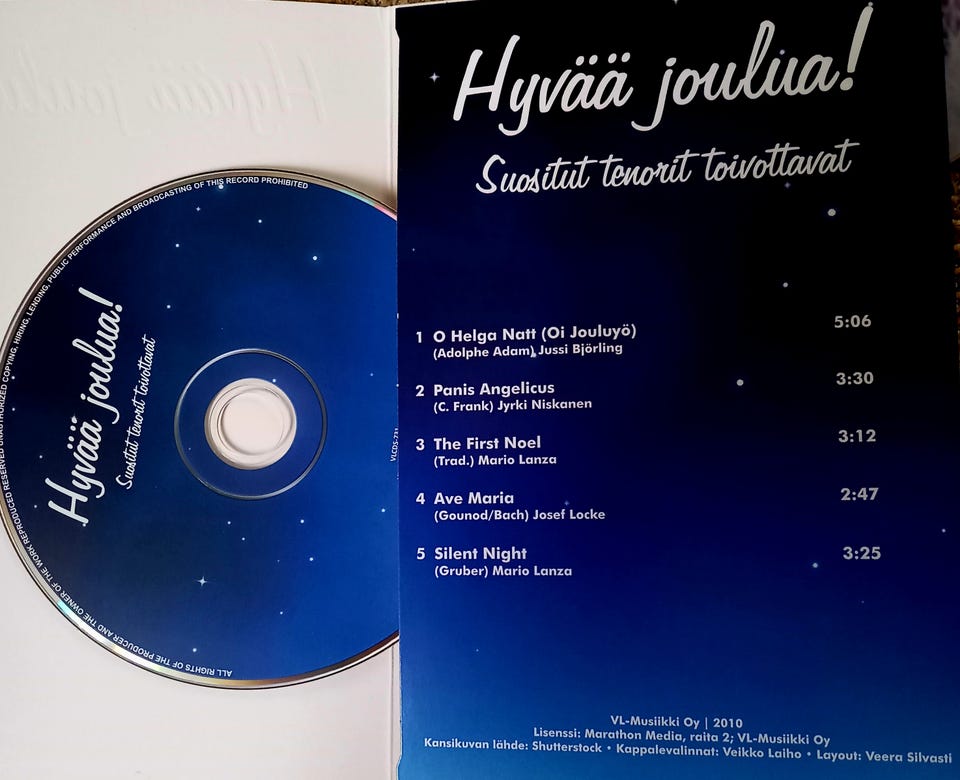 Hyvää joulua!
Suositut tenorit toivottavat
1 O Helga Natt (Oi Jouluyö) 5:06
(Adolphe Adam) Jussi Björling
2 Panis Angelicus 3:30
(C. Frank) Jyrki Niskanen
3 The First Noel 3:12
(Trad.) Mario Lanza
4 Ave Maria 2:47
(Gounod/Bach) Josef Locke
5 Silent Night 3:25
(Gruber) Mario Lanza
VL-Musiikki Oy | 2010
Lisenssi: Marathon Media, raita 2; VL-Musiikki Oy
Kansikuvan lähde: Shutterstock • Kappalevalinnat: Veikko Laiho • Layout: Veera Silvasti
Hyvää joulua!
Suositut tenorit toivottavat
ALL RIGHTS OF THE PRODUCER AND THE OWNER OF THE WORK REPRODUCED RESERVED UNAUTHORIZED COPYING, HIRING, LENDING, PUBLIC PERFORMANCE AND BROADCASTING OF THIS RECORD PROHIBITED